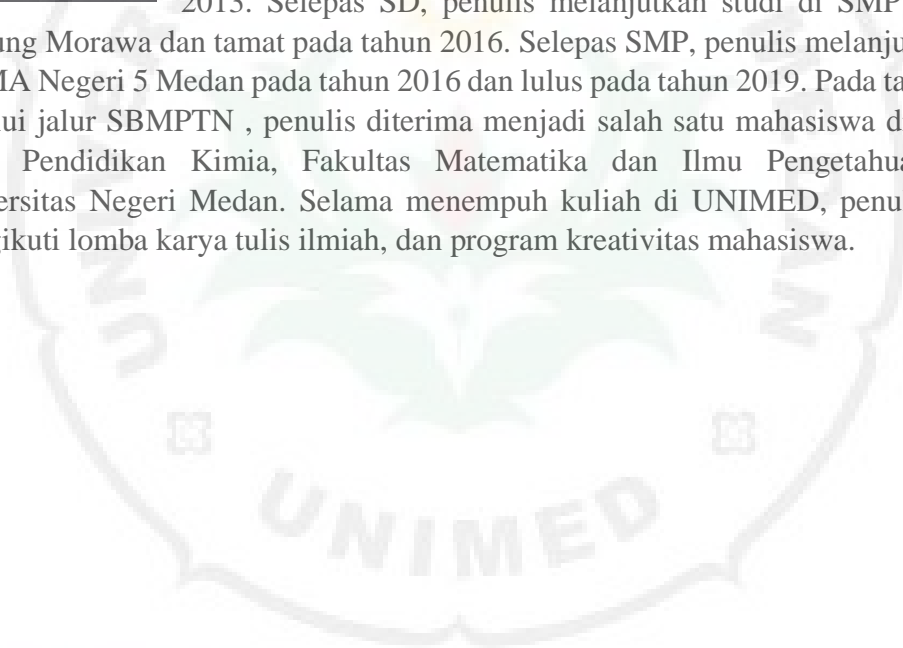 2013. Selepas SD, penulis melanjutkan studi di SMP
ung Morawa dan tamat pada tahun 2016. Selepas SMP, penulis melanju
MA Negeri 5 Medan pada tahun 2016 dan lulus pada tahun 2019. Pada ta
ui jalur SBMPTN , penulis diterima menjadi salah satu mahasiswa d
Pendidikan Kimia, Fakultas Matematika dan Ilmu Pengetahua
ersitas Negeri Medan. Selama menempuh kuliah di UNIMED, penu
gikuti lomba karya tulis ilmiah, dan program kreativitas mahasiswa.
UNIMED